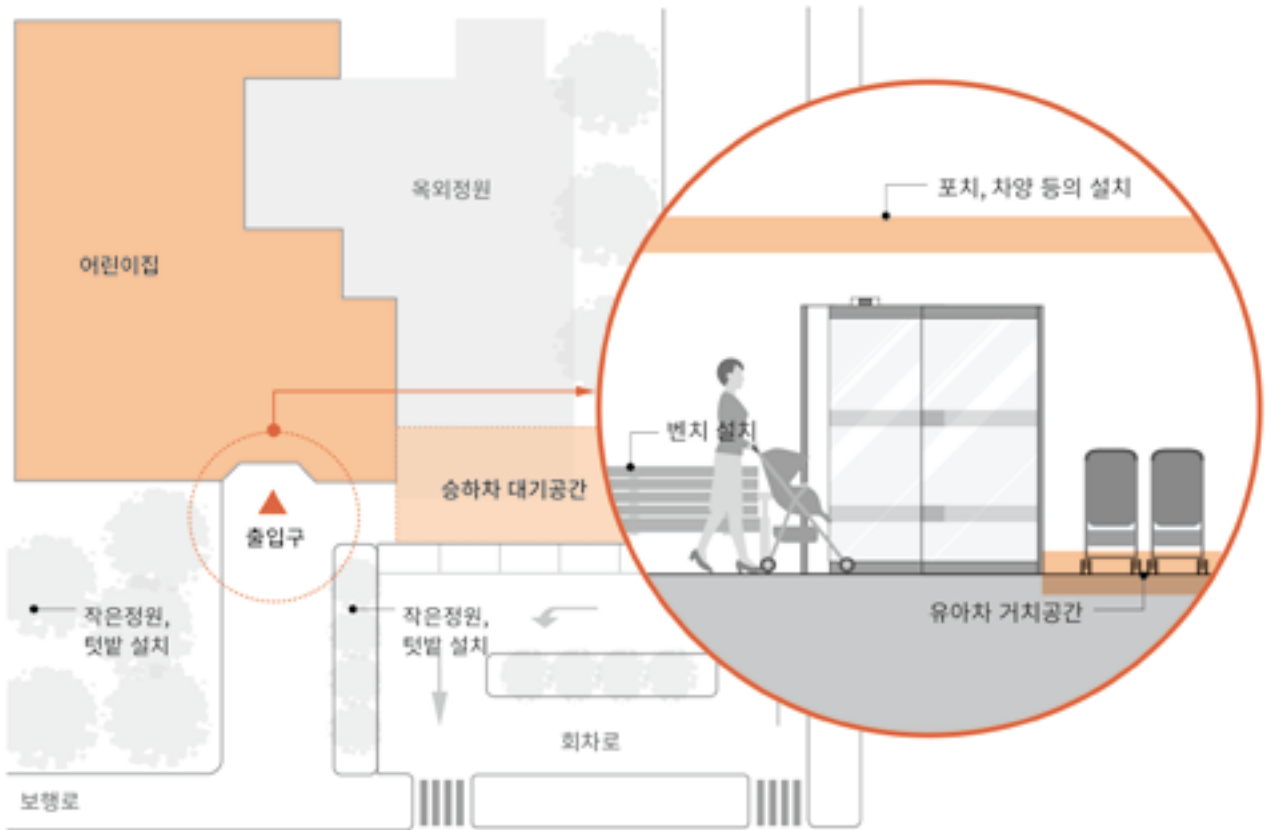 포치, 차양 등의 설치
옥외정원
어린이집
벤치 설치
승하차 대기공간
출입구
작은정원,
텃밭 설치
작은정원,
텃밭 설치
유아차 거치공간
회차로
보행로